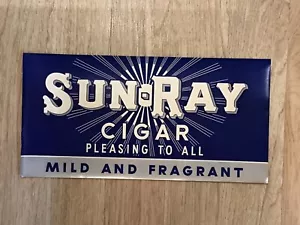 SUN-RAY
CIGAR
PLEASING TO ALL
MILD AND FRAGRANT